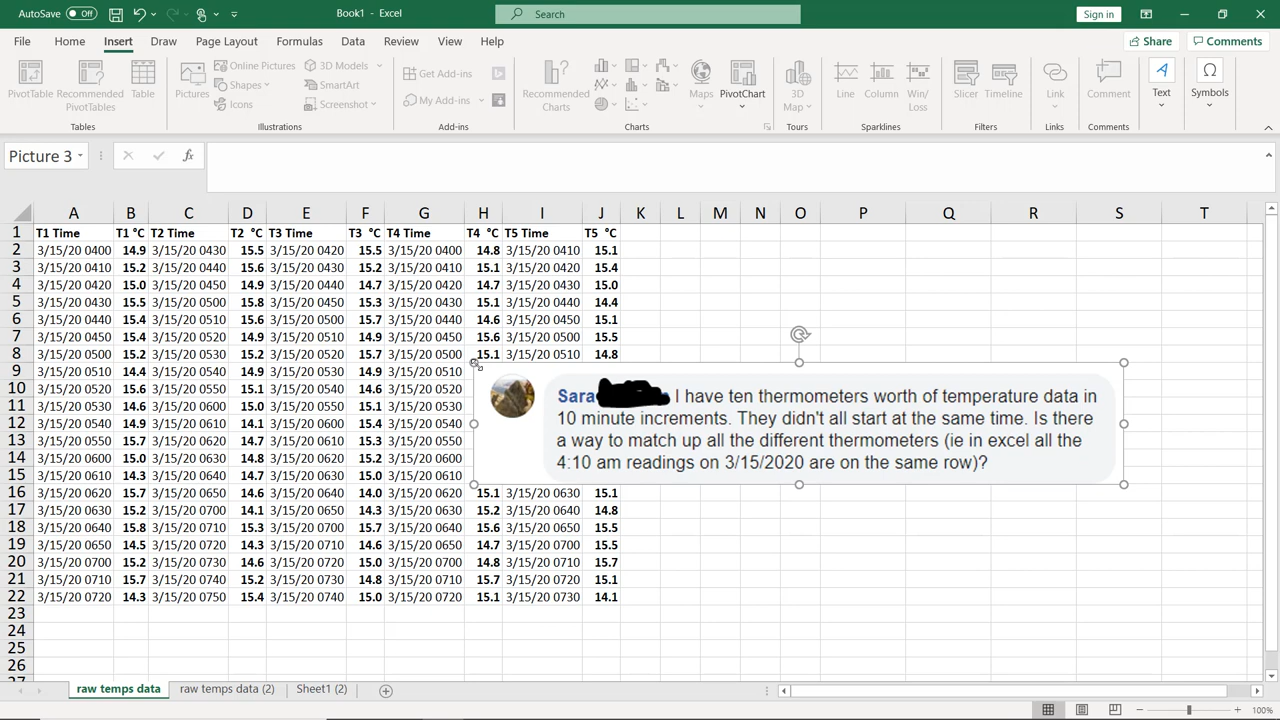 AutoSave Off Book1 - Excel Search Sign in
File Home Insert Draw Page Layout Formulas Data Review View Help Share Comments
PivotTable Recommended PivotTables Table Pictures Online Pictures Shapes Icons 3D Models SmartArt Screenshot Get Add-ins My Add-ins Recommended Charts Maps PivotChart 3D Map Line Column Win/Loss Slicer Timeline Link Comment Text Symbols
Tables Illustrations Add-ins Charts Tours Sparklines Filters Links Comments
Picture 3 fx
A B C D E F G H I J K L M N O P Q R S T
1 T1 Time T1 °C T2 Time T2 °C T3 Time T3 °C T4 Time T4 °C T5 Time T5 °C
2 3/15/20 0400 14.9 3/15/20 0430 15.5 3/15/20 0420 15.5 3/15/20 0400 14.8 3/15/20 0410 15.1
3 3/15/20 0410 15.2 3/15/20 0440 15.6 3/15/20 0430 15.2 3/15/20 0410 15.1 3/15/20 0420 15.4
4 3/15/20 0420 15.0 3/15/20 0450 14.9 3/15/20 0440 14.7 3/15/20 0420 14.7 3/15/20 0430 15.0
5 3/15/20 0430 15.5 3/15/20 0500 15.8 3/15/20 0450 15.3 3/15/20 0430 15.1 3/15/20 0440 14.4
6 3/15/20 0440 15.4 3/15/20 0510 15.6 3/15/20 0500 15.7 3/15/20 0440 14.6 3/15/20 0450 15.1
7 3/15/20 0450 15.4 3/15/20 0520 14.9 3/15/20 0510 14.9 3/15/20 0450 15.6 3/15/20 0500 15.5
8 3/15/20 0500 15.2 3/15/20 0530 15.2 3/15/20 0520 15.7 3/15/20 0500 15.1 3/15/20 0510 14.8
9 3/15/20 0510 14.4 3/15/20 0540 14.9 3/15/20 0530 14.9 3/15/20 0510
10 3/15/20 0520 15.6 3/15/20 0550 15.1 3/15/20 0540 14.6 3/15/20 0520
11 3/15/20 0530 14.6 3/15/20 0600 15.0 3/15/20 0550 15.1 3/15/20 0530
12 3/15/20 0540 14.9 3/15/20 0610 14.1 3/15/20 0600 15.4 3/15/20 0540
13 3/15/20 0550 15.7 3/15/20 0620 14.7 3/15/20 0610 15.3 3/15/20 0550
14 3/15/20 0600 15.0 3/15/20 0630 14.8 3/15/20 0620 15.2 3/15/20 0600
15 3/15/20 0610 14.3 3/15/20 0640 14.7 3/15/20 0630 15.0 3/15/20 0610
16 3/15/20 0620 15.7 3/15/20 0650 14.6 3/15/20 0640 14.0 3/15/20 0620 15.1 3/15/20 0630 15.1
17 3/15/20 0630 15.2 3/15/20 0700 14.1 3/15/20 0650 14.3 3/15/20 0630 15.2 3/15/20 0640 14.8
18 3/15/20 0640 15.8 3/15/20 0710 15.3 3/15/20 0700 15.7 3/15/20 0640 15.6 3/15/20 0650 15.5
19 3/15/20 0650 14.5 3/15/20 0720 14.3 3/15/20 0710 14.6 3/15/20 0650 14.7 3/15/20 0700 15.5
20 3/15/20 0700 15.2 3/15/20 0730 14.6 3/15/20 0720 15.0 3/15/20 0700 14.8 3/15/20 0710 15.7
21 3/15/20 0710 15.7 3/15/20 0740 15.2 3/15/20 0730 14.8 3/15/20 0710 15.7 3/15/20 0720 15.1
22 3/15/20 0720 14.3 3/15/20 0750 15.4 3/15/20 0740 15.0 3/15/20 0720 15.1 3/15/20 0730 14.1
23
24
25
26
Sara I have ten thermometers worth of temperature data in
10 minute increments. They didn't all start at the same time. Is there
a way to match up all the different thermometers (ie in excel all the
4:10 am readings on 3/15/2020 are on the same row)?
raw temps data raw temps data (2) Sheet1 (2)
100%